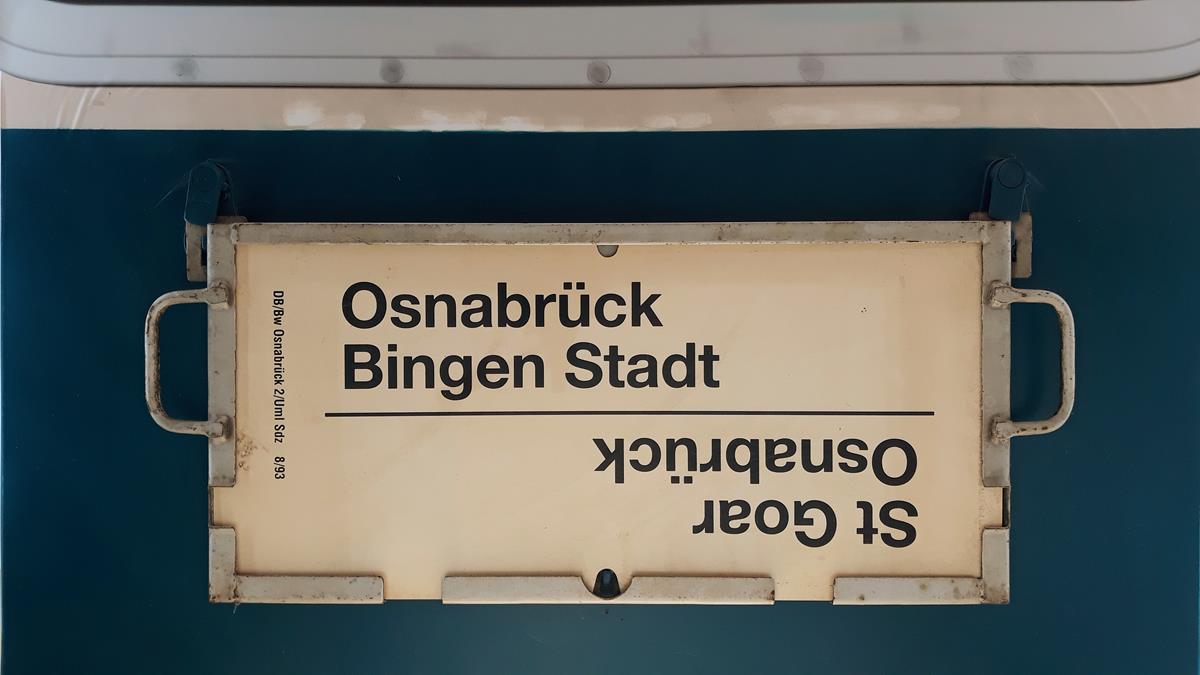 Osnabrück
Bingen Stadt
St Goar
Osnabrück
DB/Bw Osnabrück 2/Uml Sdz 8/93